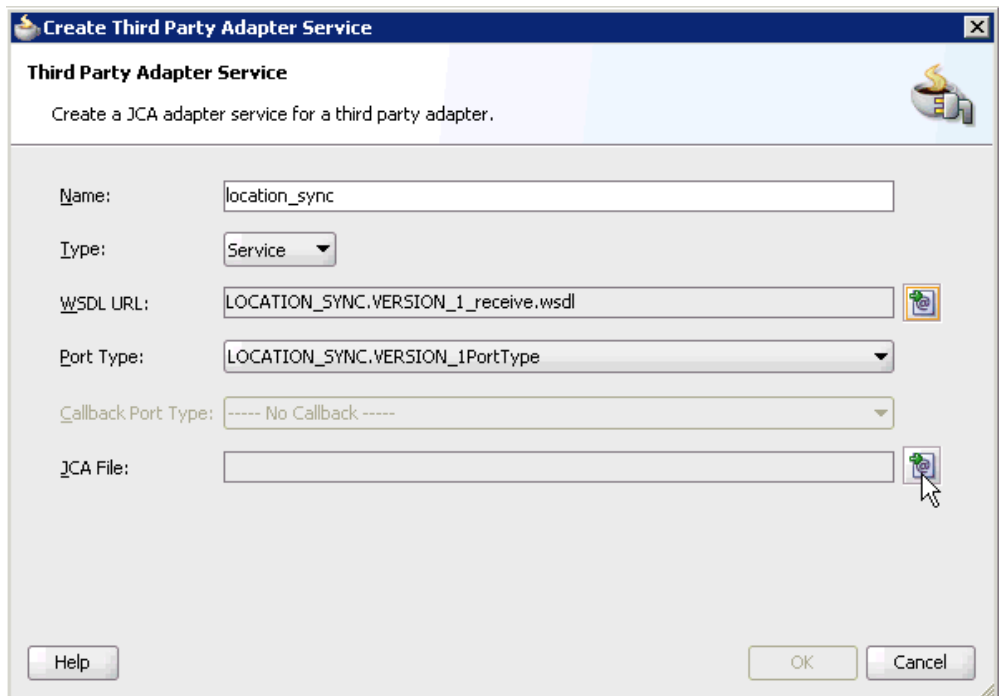 Create Third Party Adapter Service
Third Party Adapter Service
Create a JCA adapter service for a third party adapter.
Name: location_sync
Type: Service
WSDL URL: LOCATION_SYNC.VERSION_1_receive.wsdl
Port Type: LOCATION_SYNC.VERSION_1PortType
Callback Port Type: ----- No Callback -----
JCA File:
Help OK Cancel